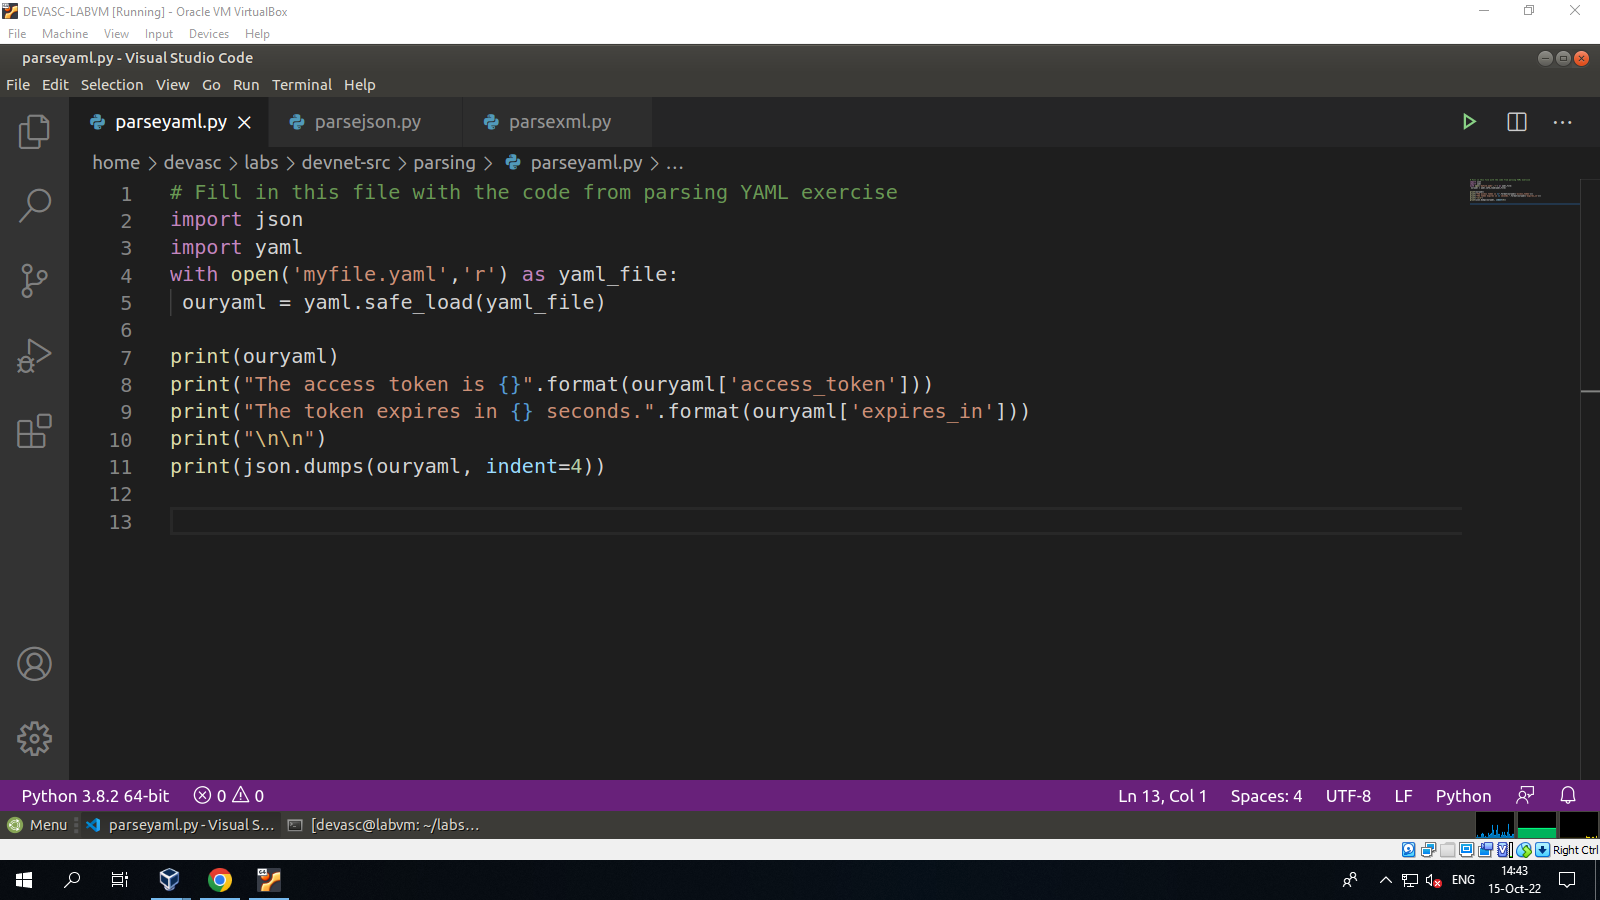 DEVASC-LABVM [Running] - Oracle VM VirtualBox
File Machine View Input Devices Help
parseyaml.py - Visual Studio Code
File Edit Selection View Go Run Terminal Help
parseyaml.py parsejson.py parsexml.py
home > devasc > labs > devnet-src > parsing > parseyaml.py > ...
1 # Fill in this file with the code from parsing YAML exercise
2 import json
3 import yaml
4 with open('myfile.yaml','r') as yaml_file:
5 ouryaml = yaml.safe_load(yaml_file)
6
7 print(ouryaml)
8 print("The access token is {}".format(ouryaml['access_token']))
9 print("The token expires in {} seconds.".format(ouryaml['expires_in']))
10 print("\n\n")
11 print(json.dumps(ouryaml, indent=4))
12
13
Python 3.8.2 64-bit 0 0 Ln 13, Col 1 Spaces: 4 UTF-8 LF Python
Menu parseyaml.py - Visual S... [devasc@labvm: ~/labs...
Right Ctrl
64 ENG 14:43
15-Oct-22